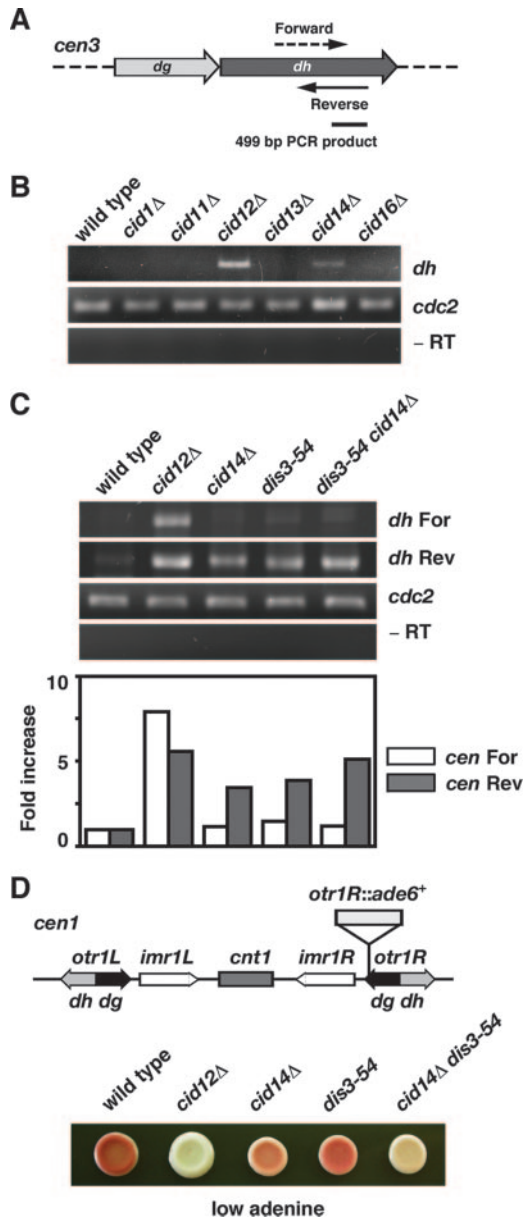 A
cen3
Forward
dg
dh
Reverse
499 bp PCR product
B
wild type
cid1Δ
cid11Δ
cid12Δ
cid13Δ
cid14Δ
cid16Δ
dh
cdc2
– RT
C
wild type
cid12Δ
cid14Δ
dis3-54
dis3-54 cid14Δ
dh For
dh Rev
cdc2
– RT
10
5
0
Fold increase
cen For
cen Rev
D
otr1R::ade6+
cen1
otr1L imr1L cnt1 imr1R otr1R
dh dg dg dh
wild type
cid12Δ
cid14Δ
dis3-54
cid14Δ dis3-54
low adenine